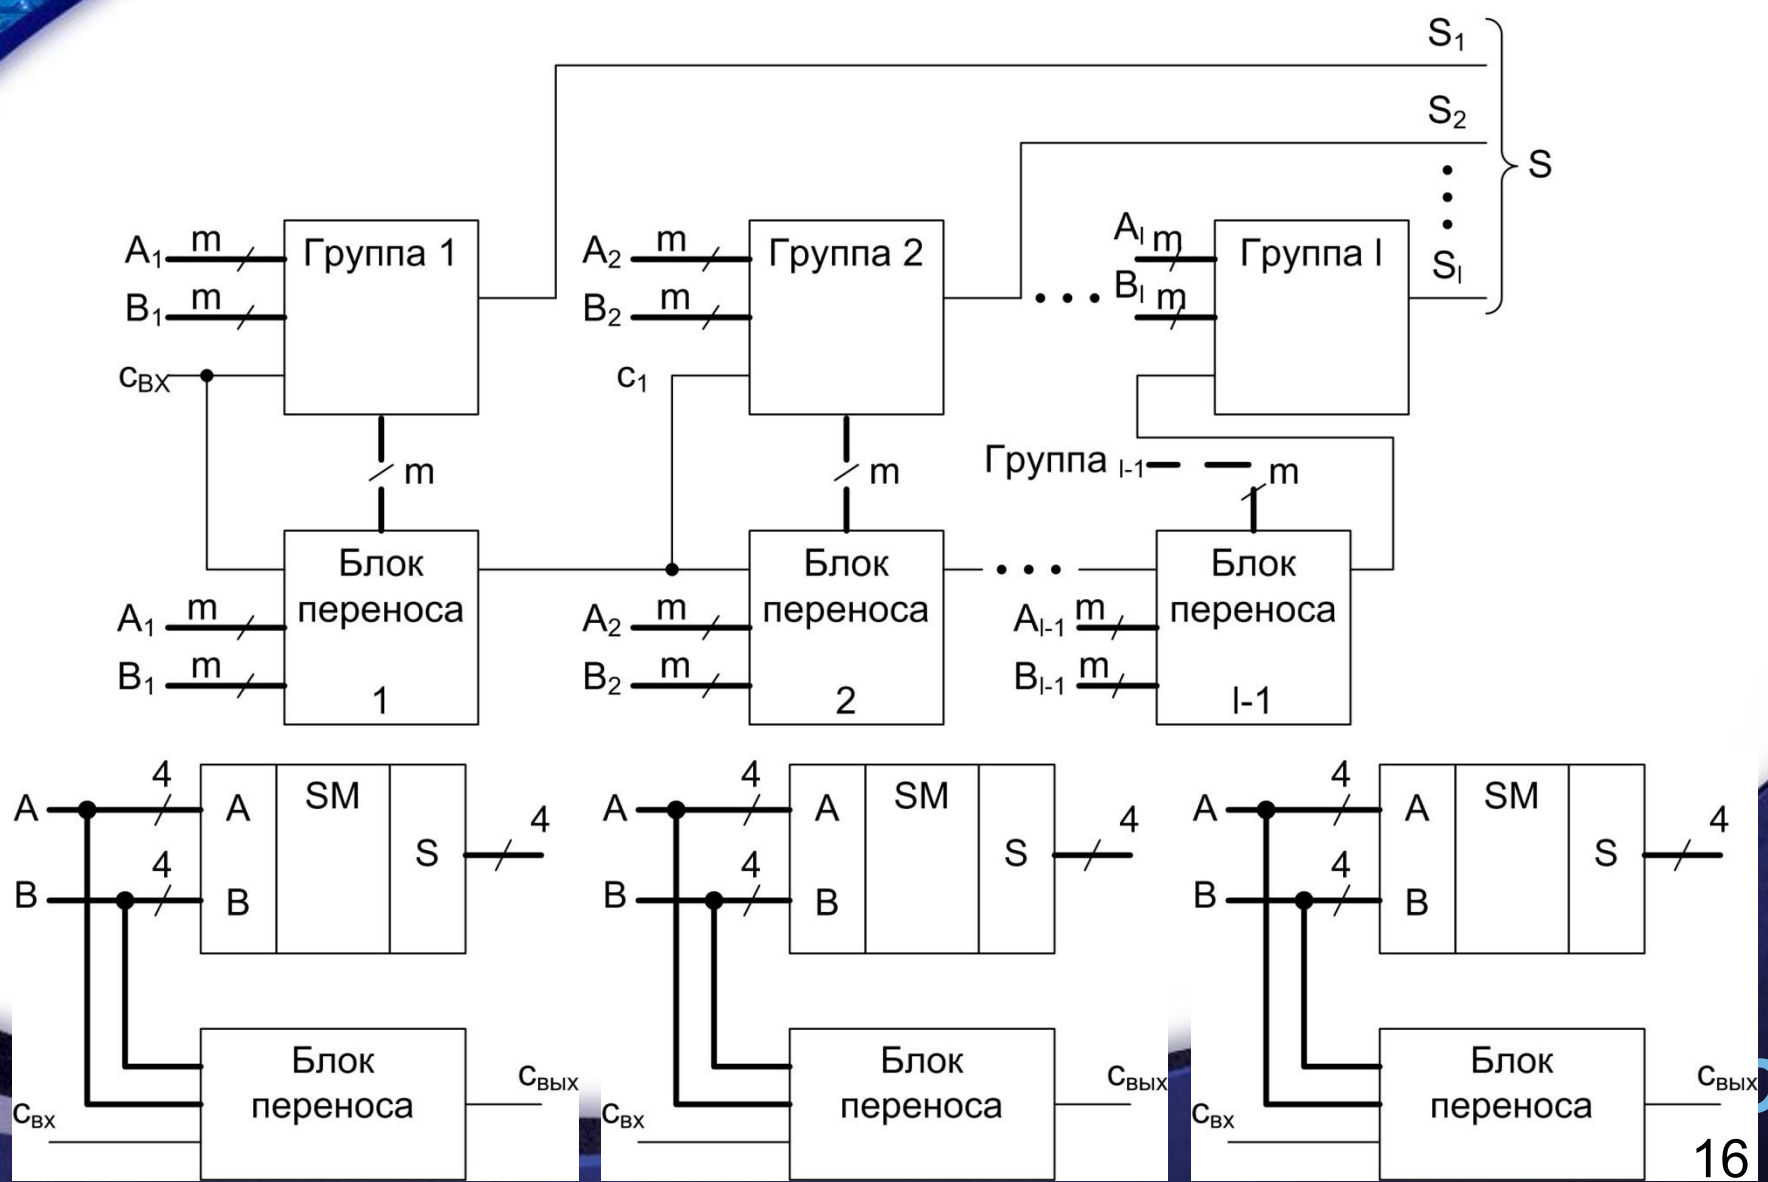 S1
S2
S
A1 m Группа 1 A2 m Группа 2 Al m Группа l Sl
B1 m B2 m Bl m
cВХ c1
m m Группа l-1 m
Блок переноса Блок переноса Блок переноса
A1 m A2 m Al-1 m
B1 m B2 m Bl-1 m
1 2 l-1
4 SM 4 SM 4 SM
A A A A A A
4 4 4
4 S 4 S 4 S
B B B B B B
Блок Блок Блок
переноса переноса переноса
cвых cвых cвых
cвх cвх cвх
16